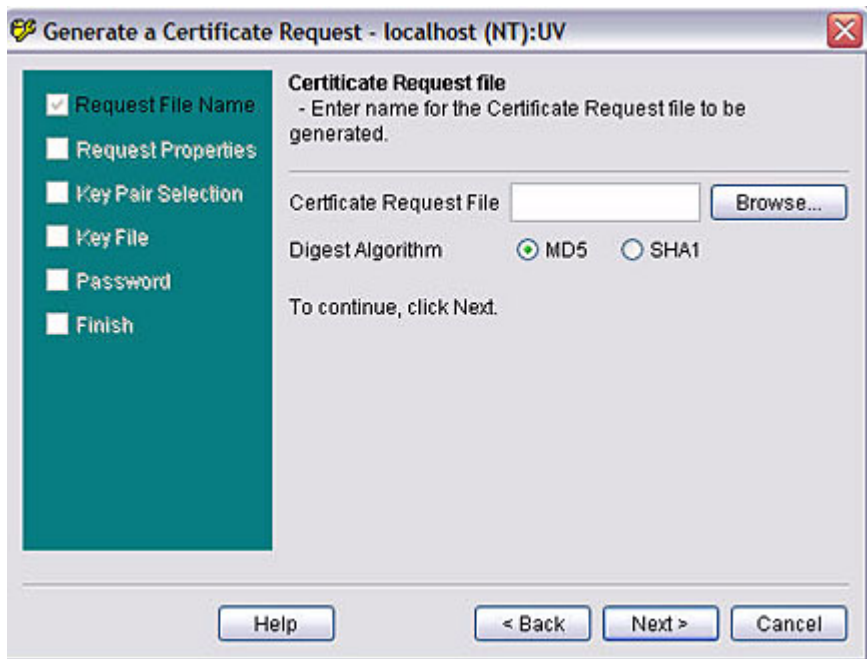 Generate a Certificate Request - localhost (NT):UV
Request File Name
Request Properties
Key Pair Selection
Key File
Password
Finish
Certiticate Request file
- Enter name for the Certificate Request file to be
generated.
Certficate Request File
Browse...
Digest Algorithm
MD5
SHA1
To continue, click Next.
Help
< Back
Next >
Cancel